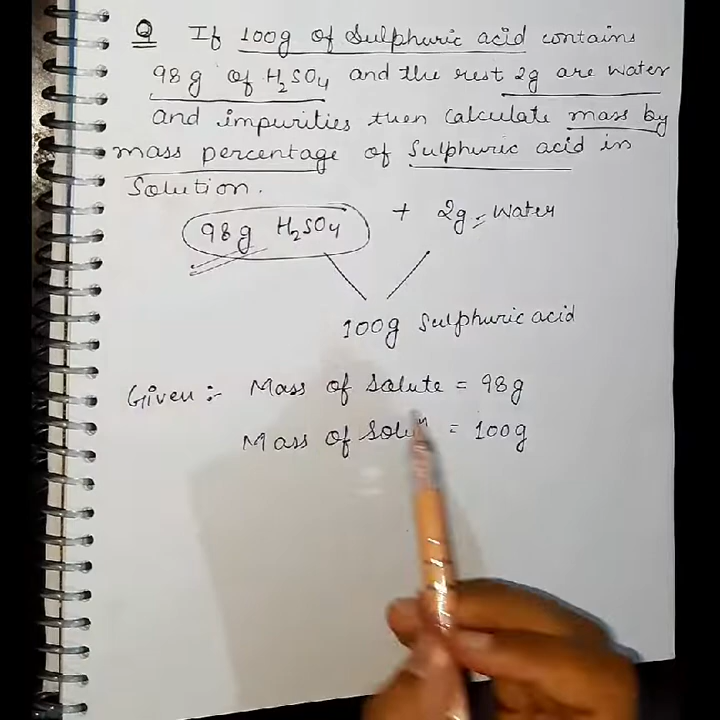 Q If 100g of Sulphuric acid contains
98 g of H₂SO₄ and the rest 2g are water
and impurities then calculate mass by
mass percentage of Sulphuric acid in
Solution.
98g H₂SO₄ + 2g = Water
100g Sulphuric acid
Given :- Mass of Solute = 98g
Mass of Solun = 100g